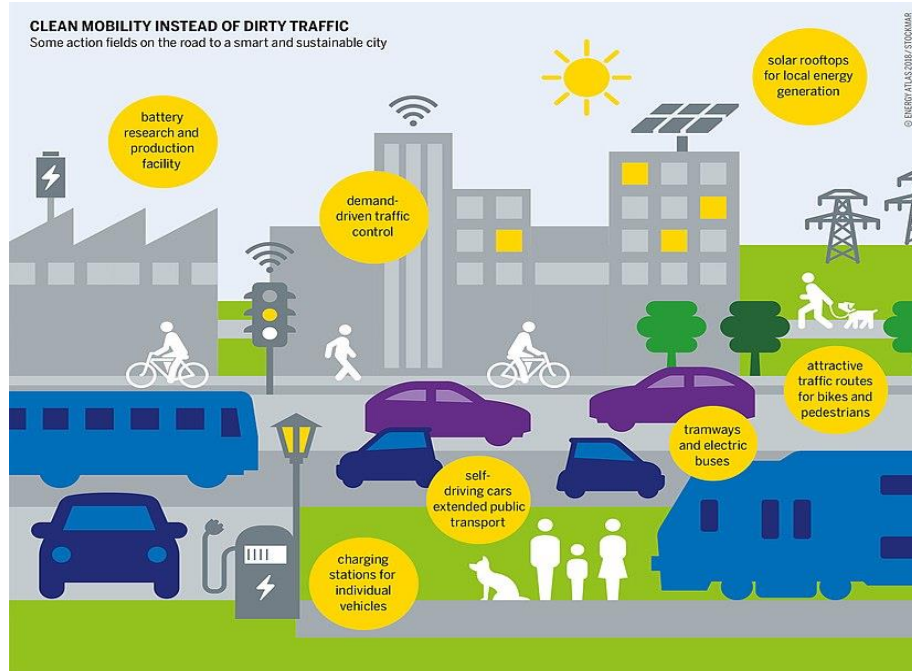 CLEAN MOBILITY INSTEAD OF DIRTY TRAFFIC
Some action fields on the road to a smart and sustainable city
© ENERGY ATLAS 2018 / STOCKMAR
solar rooftops
for local energy
generation
battery
research and
production
facility
demand-
driven traffic
control
attractive
traffic routes
for bikes and
pedestrians
tramways
and electric
buses
self-
driving cars
extended public
transport
charging
stations for
individual
vehicles